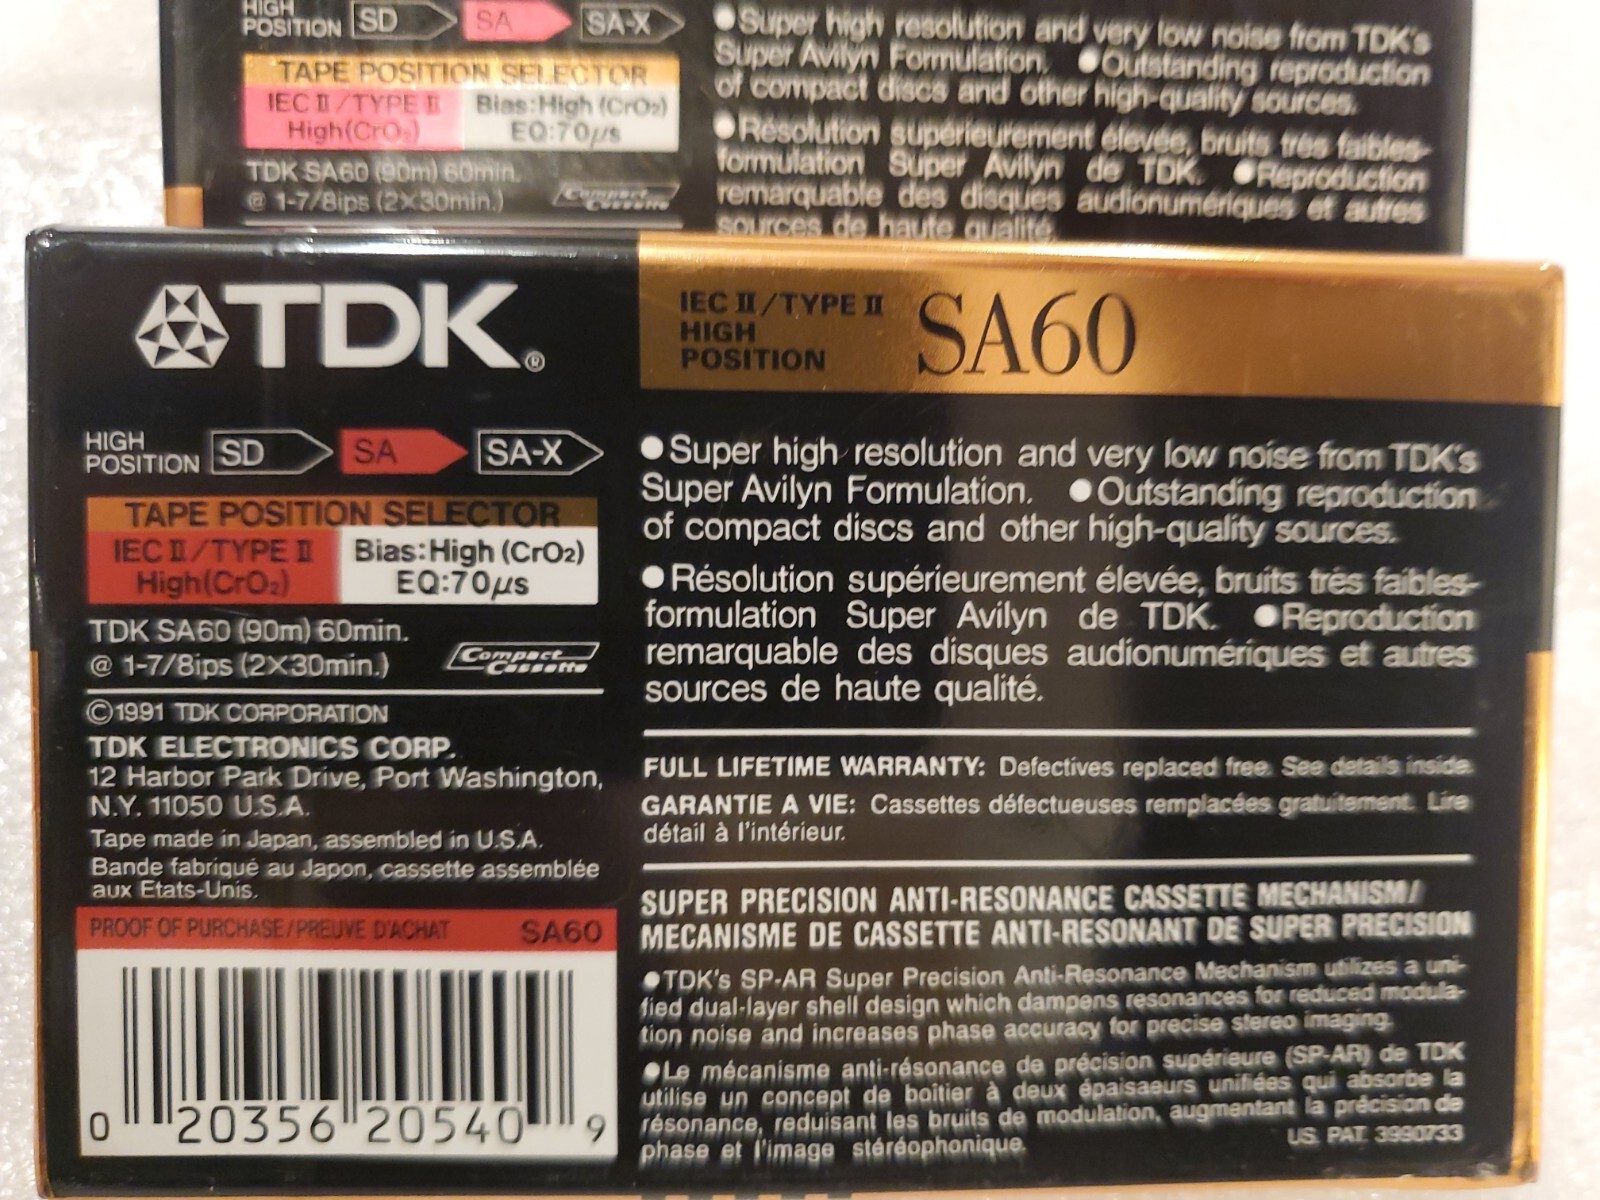 HIGH
POSITION SD SA SA-X
TAPE POSITION SELECTOR
IEC II/TYPE II Bias:High (CrO2)
High(CrO2) EQ:70μs
TDK SA60 (90m) 60min.
@ 1-7/8ips (2X30min.) Compact
Cassette
●Super high resolution and very low noise from TDK's
Super Avilyn Formulation. ●Outstanding reproduction
of compact discs and other high-quality sources.
●Résolution supérieurement élevée, bruits très faibles-
formulation Super Avilyn de TDK. ●Reproduction
remarquable des disques audionumériques et autres
sources de haute qualité.
TDK®
IEC II/TYPE II
HIGH
POSITION
SA60
HIGH
POSITION SD SA SA-X
TAPE POSITION SELECTOR
IEC II/TYPE II Bias:High (CrO2)
High(CrO2) EQ:70μs
TDK SA60 (90m) 60min.
@ 1-7/8ips (2X30min.) Compact
Cassette
©1991 TDK CORPORATION
TDK ELECTRONICS CORP.
12 Harbor Park Drive, Port Washington,
N.Y. 11050 U.S.A.
Tape made in Japan, assembled in U.S.A.
Bande fabriqué au Japon, cassette assemblée
aux Etats-Unis.
PROOF OF PURCHASE/PREUVE D'ACHAT SA60
0 20356 20540 9
●Super high resolution and very low noise from TDK's
Super Avilyn Formulation. ●Outstanding reproduction
of compact discs and other high-quality sources.
●Résolution supérieurement élevée, bruits très faibles-
formulation Super Avilyn de TDK. ●Reproduction
remarquable des disques audionumériques et autres
sources de haute qualité.
FULL LIFETIME WARRANTY: Defectives replaced free. See details inside.
GARANTIE A VIE: Cassettes défectueuses remplacées gratuitement. Lire
détail à l'intérieur.
SUPER PRECISION ANTI-RESONANCE CASSETTE MECHANISM/
MECANISME DE CASSETTE ANTI-RESONANT DE SUPER PRECISION
●TDK's SP-AR Super Precision Anti-Resonance Mechanism utilizes a uni-
fied dual-layer shell design which dampens resonances for reduced modula-
tion noise and increases phase accuracy for precise stereo imaging.
●Le mécanisme anti-résonance de précision supérieure (SP-AR) de TDK
utilise un concept de boîtier à deux épaisaeurs unifiées qui absorbe la
résonance, reduisant les bruits de modulation, augmentant la précision de
phase et l'image stéréophonique. US. PAT. 3990733